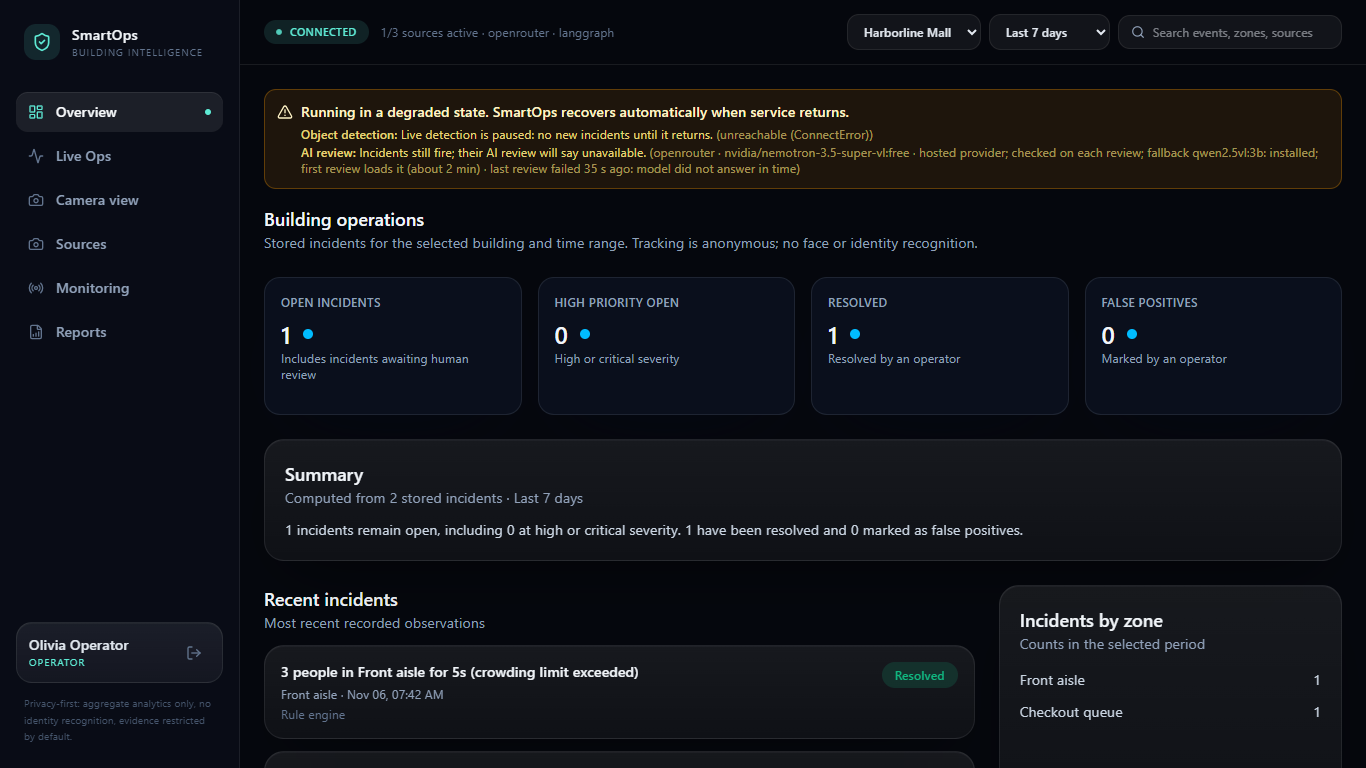 SmartOps
BUILDING INTELLIGENCE
Overview
Live Ops
Camera view
Sources
Monitoring
Reports
Olivia Operator
OPERATOR
Privacy-first: aggregate analytics only, no
identity recognition, evidence restricted
by default.
CONNECTED
1/3 sources active · openrouter · langgraph
Harborline Mall
Last 7 days
Search events, zones, sources
Running in a degraded state. SmartOps recovers automatically when service returns.
Object detection: Live detection is paused: no new incidents until it returns. (unreachable (ConnectError))
AI review: Incidents still fire; their AI review will say unavailable. (openrouter · nvidia/nemotron-3.5-super-vl:free · hosted provider; checked on each review; fallback qwen2.5vl:3b: installed;
first review loads it (about 2 min) · last review failed 35 s ago: model did not answer in time)
Building operations
Stored incidents for the selected building and time range. Tracking is anonymous; no face or identity recognition.
OPEN INCIDENTS
1
Includes incidents awaiting human
review
HIGH PRIORITY OPEN
0
High or critical severity
RESOLVED
1
Resolved by an operator
FALSE POSITIVES
0
Marked by an operator
Summary
Computed from 2 stored incidents · Last 7 days
1 incidents remain open, including 0 at high or critical severity. 1 have been resolved and 0 marked as false positives.
Recent incidents
Most recent recorded observations
3 people in Front aisle for 5s (crowding limit exceeded)
Resolved
Front aisle · Nov 06, 07:42 AM
Rule engine
Incidents by zone
Counts in the selected period
Front aisle 1
Checkout queue 1